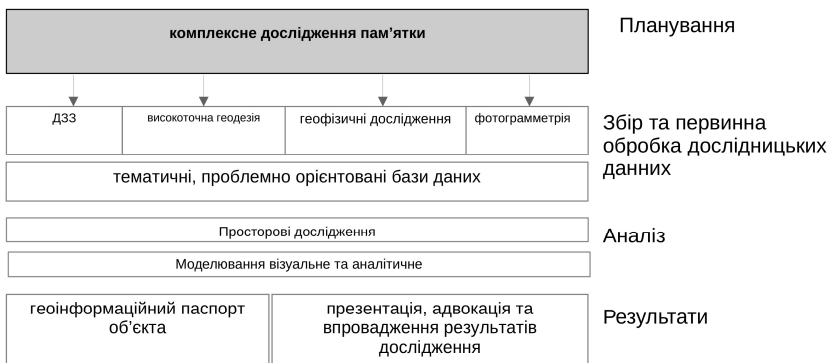 комплексне дослідження пам’ятки
Планування
ДЗЗ
високоточна геодезія
геофізичні дослідження
фотограмметрія
Збір та первинна
обробка дослідницьких
данних
тематичні, проблемно орієнтовані бази даних
Просторові дослідження
Аналіз
Моделювання візуальне та аналітичне
геоінформаційний паспорт
об’єкта
презентація, адвокація та
впровадження результатів
дослідження
Результати